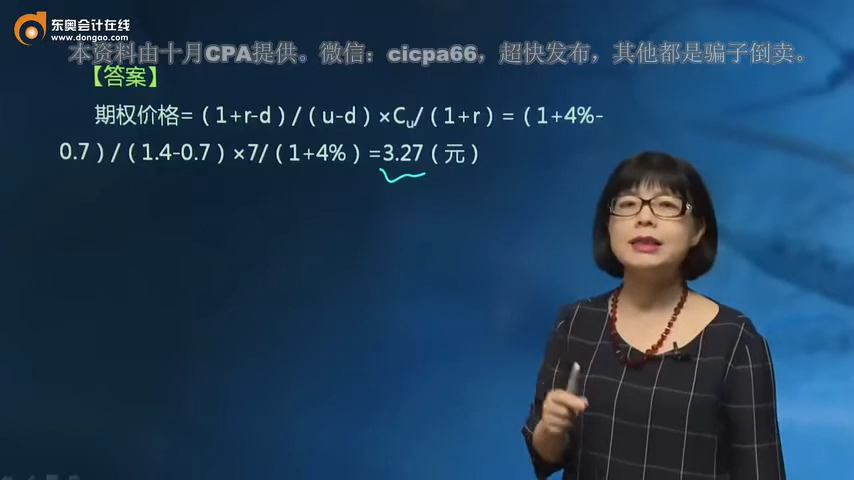 东奥会计在线
www.dongao.com
本资料由十月CPA提供。微信：cicpa66，超快发布，其他都是骗子倒卖。
【答案】
期权价格=（1+r-d）/（u-d）×Cu/（1+r）=（1+4%-
0.7）/（1.4-0.7）×7/（1+4%）=3.27（元）